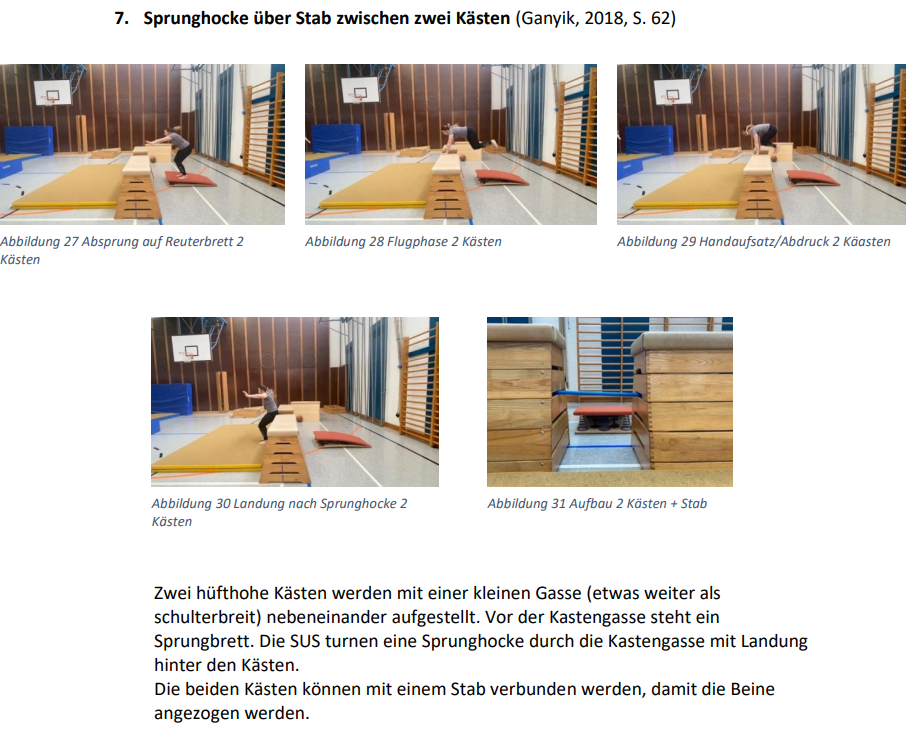 7. Sprunghocke über Stab zwischen zwei Kästen (Ganyik, 2018, S. 62)
Abbildung 27 Absprung auf Reuterbrett 2
Kästen
Abbildung 28 Flugphase 2 Kästen
Abbildung 29 Handaufsatz/Abdruck 2 Käasten
Abbildung 30 Landung nach Sprunghocke 2
Kästen
Abbildung 31 Aufbau 2 Kästen + Stab
Zwei hüfthohe Kästen werden mit einer kleinen Gasse (etwas weiter als
schulterbreit) nebeneinander aufgestellt. Vor der Kastengasse steht ein
Sprungbrett. Die SUS turnen eine Sprunghocke durch die Kastengasse mit Landung
hinter den Kästen.
Die beiden Kästen können mit einem Stab verbunden werden, damit die Beine
angezogen werden.